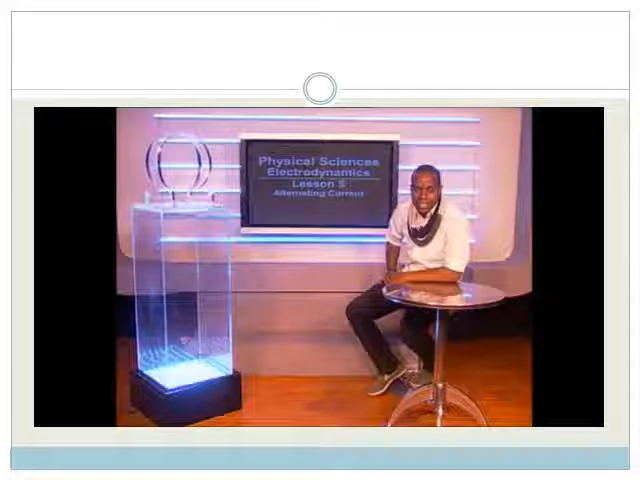 Physical Sciences
Electrodynamics
Lesson 5
Alternating Current